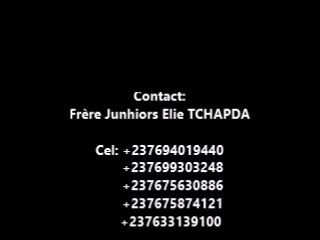 Contact:
Frère Junhiors Elie TCHAPDA
Cel: +237694019440
+237699303248
+237675630886
+237675874121
+237633139100